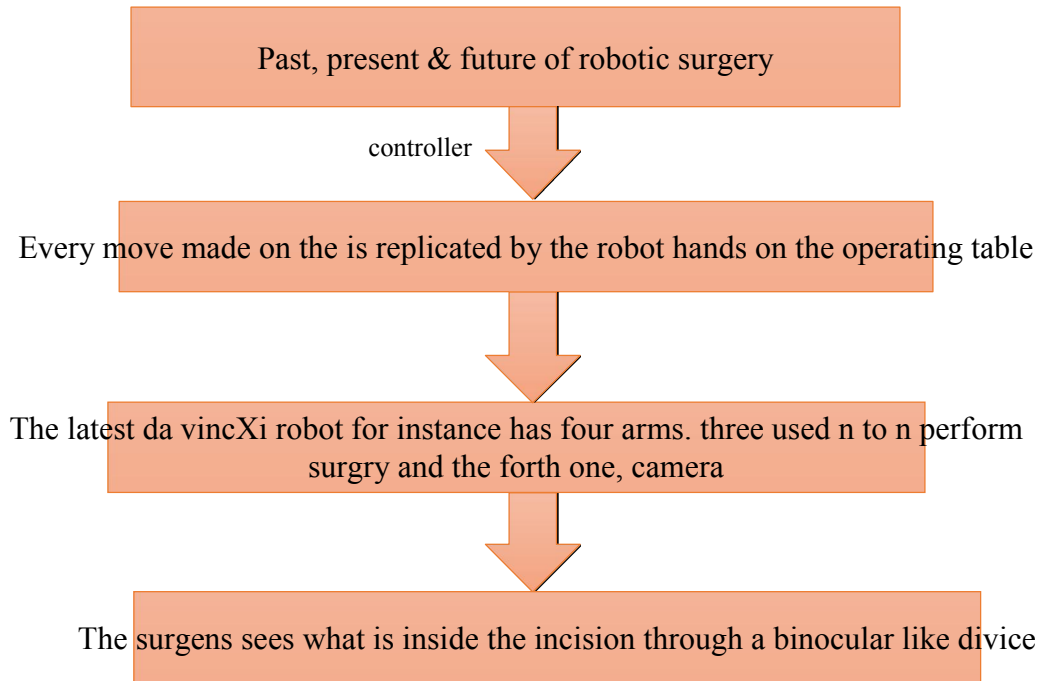 Past, present & future of robotic surgery
controller
Every move made on the is replicated by the robot hands on the operating table
The latest da vincXi robot for instance has four arms. three used n to n perform
surgry and the forth one, camera
The surgens sees what is inside the incision through a binocular like divice